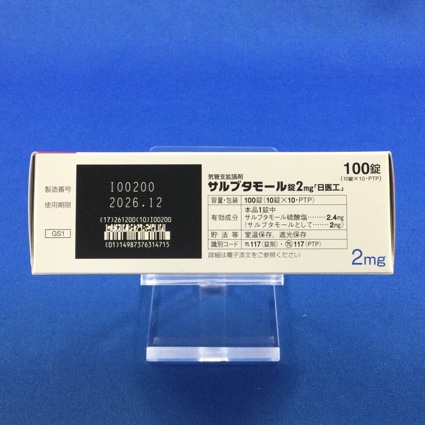 製造番号
使用期限
GS1
I00200
2026.12
(17)261200(10)I00200
(01)14987376314715
気管支拡張剤
サルブタモール錠2mg「日医工」
100錠
(10錠×10・PTP)
容量・包装 100錠(10錠×10・PTP)
有効成分 本品1錠中
サルブタモール硫酸塩……2.4mg
(サルブタモールとして……2mg)
貯法等 室温保存、遮光保存
識別コード 117(錠剤)・117(PTP)
詳細は電子添文をご参照ください
2mg